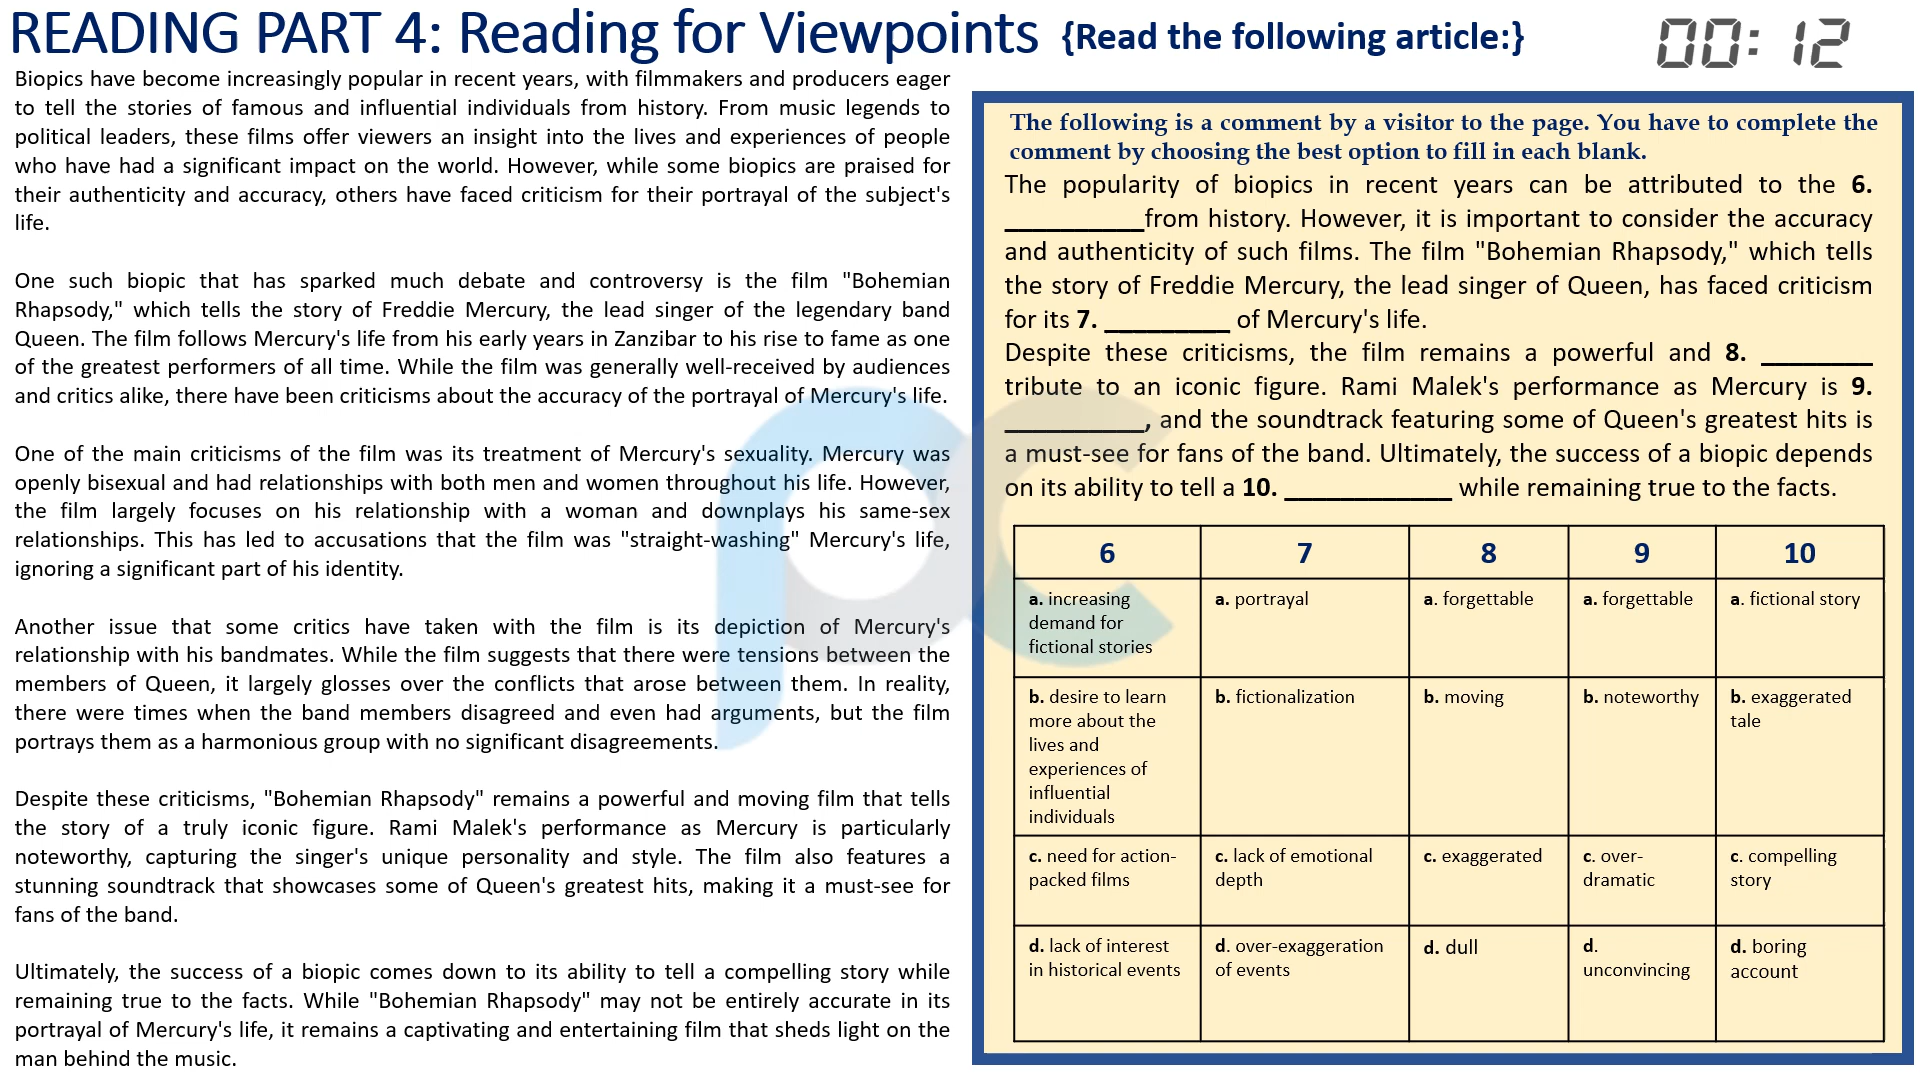 READING PART 4: Reading for Viewpoints {Read the following article:}
00:12
Biopics have become increasingly popular in recent years, with filmmakers and producers eager
to tell the stories of famous and influential individuals from history. From music legends to
political leaders, these films offer viewers an insight into the lives and experiences of people
who have had a significant impact on the world. However, while some biopics are praised for
their authenticity and accuracy, others have faced criticism for their portrayal of the subject's
life.
One such biopic that has sparked much debate and controversy is the film "Bohemian
Rhapsody," which tells the story of Freddie Mercury, the lead singer of the legendary band
Queen. The film follows Mercury's life from his early years in Zanzibar to his rise to fame as one
of the greatest performers of all time. While the film was generally well-received by audiences
and critics alike, there have been criticisms about the accuracy of the portrayal of Mercury's life.
One of the main criticisms of the film was its treatment of Mercury's sexuality. Mercury was
openly bisexual and had relationships with both men and women throughout his life. However,
the film largely focuses on his relationship with a woman and downplays his same-sex
relationships. This has led to accusations that the film was "straight-washing" Mercury's life,
ignoring a significant part of his identity.
Another issue that some critics have taken with the film is its depiction of Mercury's
relationship with his bandmates. While the film suggests that there were tensions between the
members of Queen, it largely glosses over the conflicts that arose between them. In reality,
there were times when the band members disagreed and even had arguments, but the film
portrays them as a harmonious group with no significant disagreements.
Despite these criticisms, "Bohemian Rhapsody" remains a powerful and moving film that tells
the story of a truly iconic figure. Rami Malek's performance as Mercury is particularly
noteworthy, capturing the singer's unique personality and style. The film also features a
stunning soundtrack that showcases some of Queen's greatest hits, making it a must-see for
fans of the band.
Ultimately, the success of a biopic comes down to its ability to tell a compelling story while
remaining true to the facts. While "Bohemian Rhapsody" may not be entirely accurate in its
portrayal of Mercury's life, it remains a captivating and entertaining film that sheds light on the
man behind the music.
The following is a comment by a visitor to the page. You have to complete the
comment by choosing the best option to fill in each blank.
The popularity of biopics in recent years can be attributed to the 6.
__________from history. However, it is important to consider the accuracy
and authenticity of such films. The film "Bohemian Rhapsody," which tells
the story of Freddie Mercury, the lead singer of Queen, has faced criticism
for its 7. _________ of Mercury's life.
Despite these criticisms, the film remains a powerful and 8. ________
tribute to an iconic figure. Rami Malek's performance as Mercury is 9.
__________, and the soundtrack featuring some of Queen's greatest hits is
a must-see for fans of the band. Ultimately, the success of a biopic depends
on its ability to tell a 10. ____________ while remaining true to the facts.
6 7 8 9 10
a. increasing
demand for
fictional stories
a. portrayal
a. forgettable
a. forgettable
a. fictional story
b. desire to learn
more about the
lives and
experiences of
influential
individuals
b. fictionalization
b. moving
b. noteworthy
b. exaggerated
tale
c. need for action-
packed films
c. lack of emotional
depth
c. exaggerated
c. over-
dramatic
c. compelling
story
d. lack of interest
in historical events
d. over-exaggeration
of events
d. dull
d.
unconvincing
d. boring
account